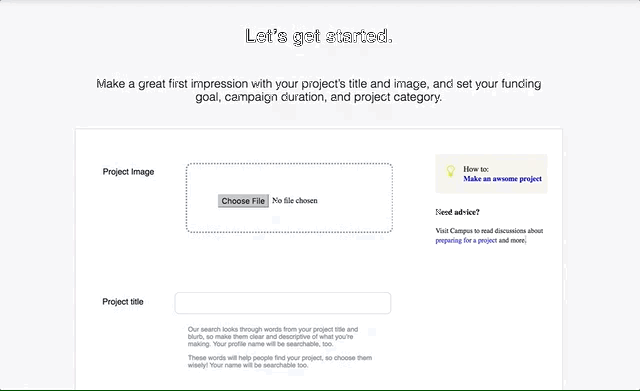 Let's get started.
Make a great first impression with your project's title and image, and set your funding
goal, campaign duration, and project category.
Project Image
Choose File No file chosen
How to:
Make an awsome project
Need advice?
Visit Campus to read discussions about
preparing for a project and more.
Project title
Our search looks through words from your project title and
blurb, so make them clear and descriptive of what you're
making. Your profile name will be searchable, too.
These words will help people find your project, so choose them
wisely! Your name will be searchable too.